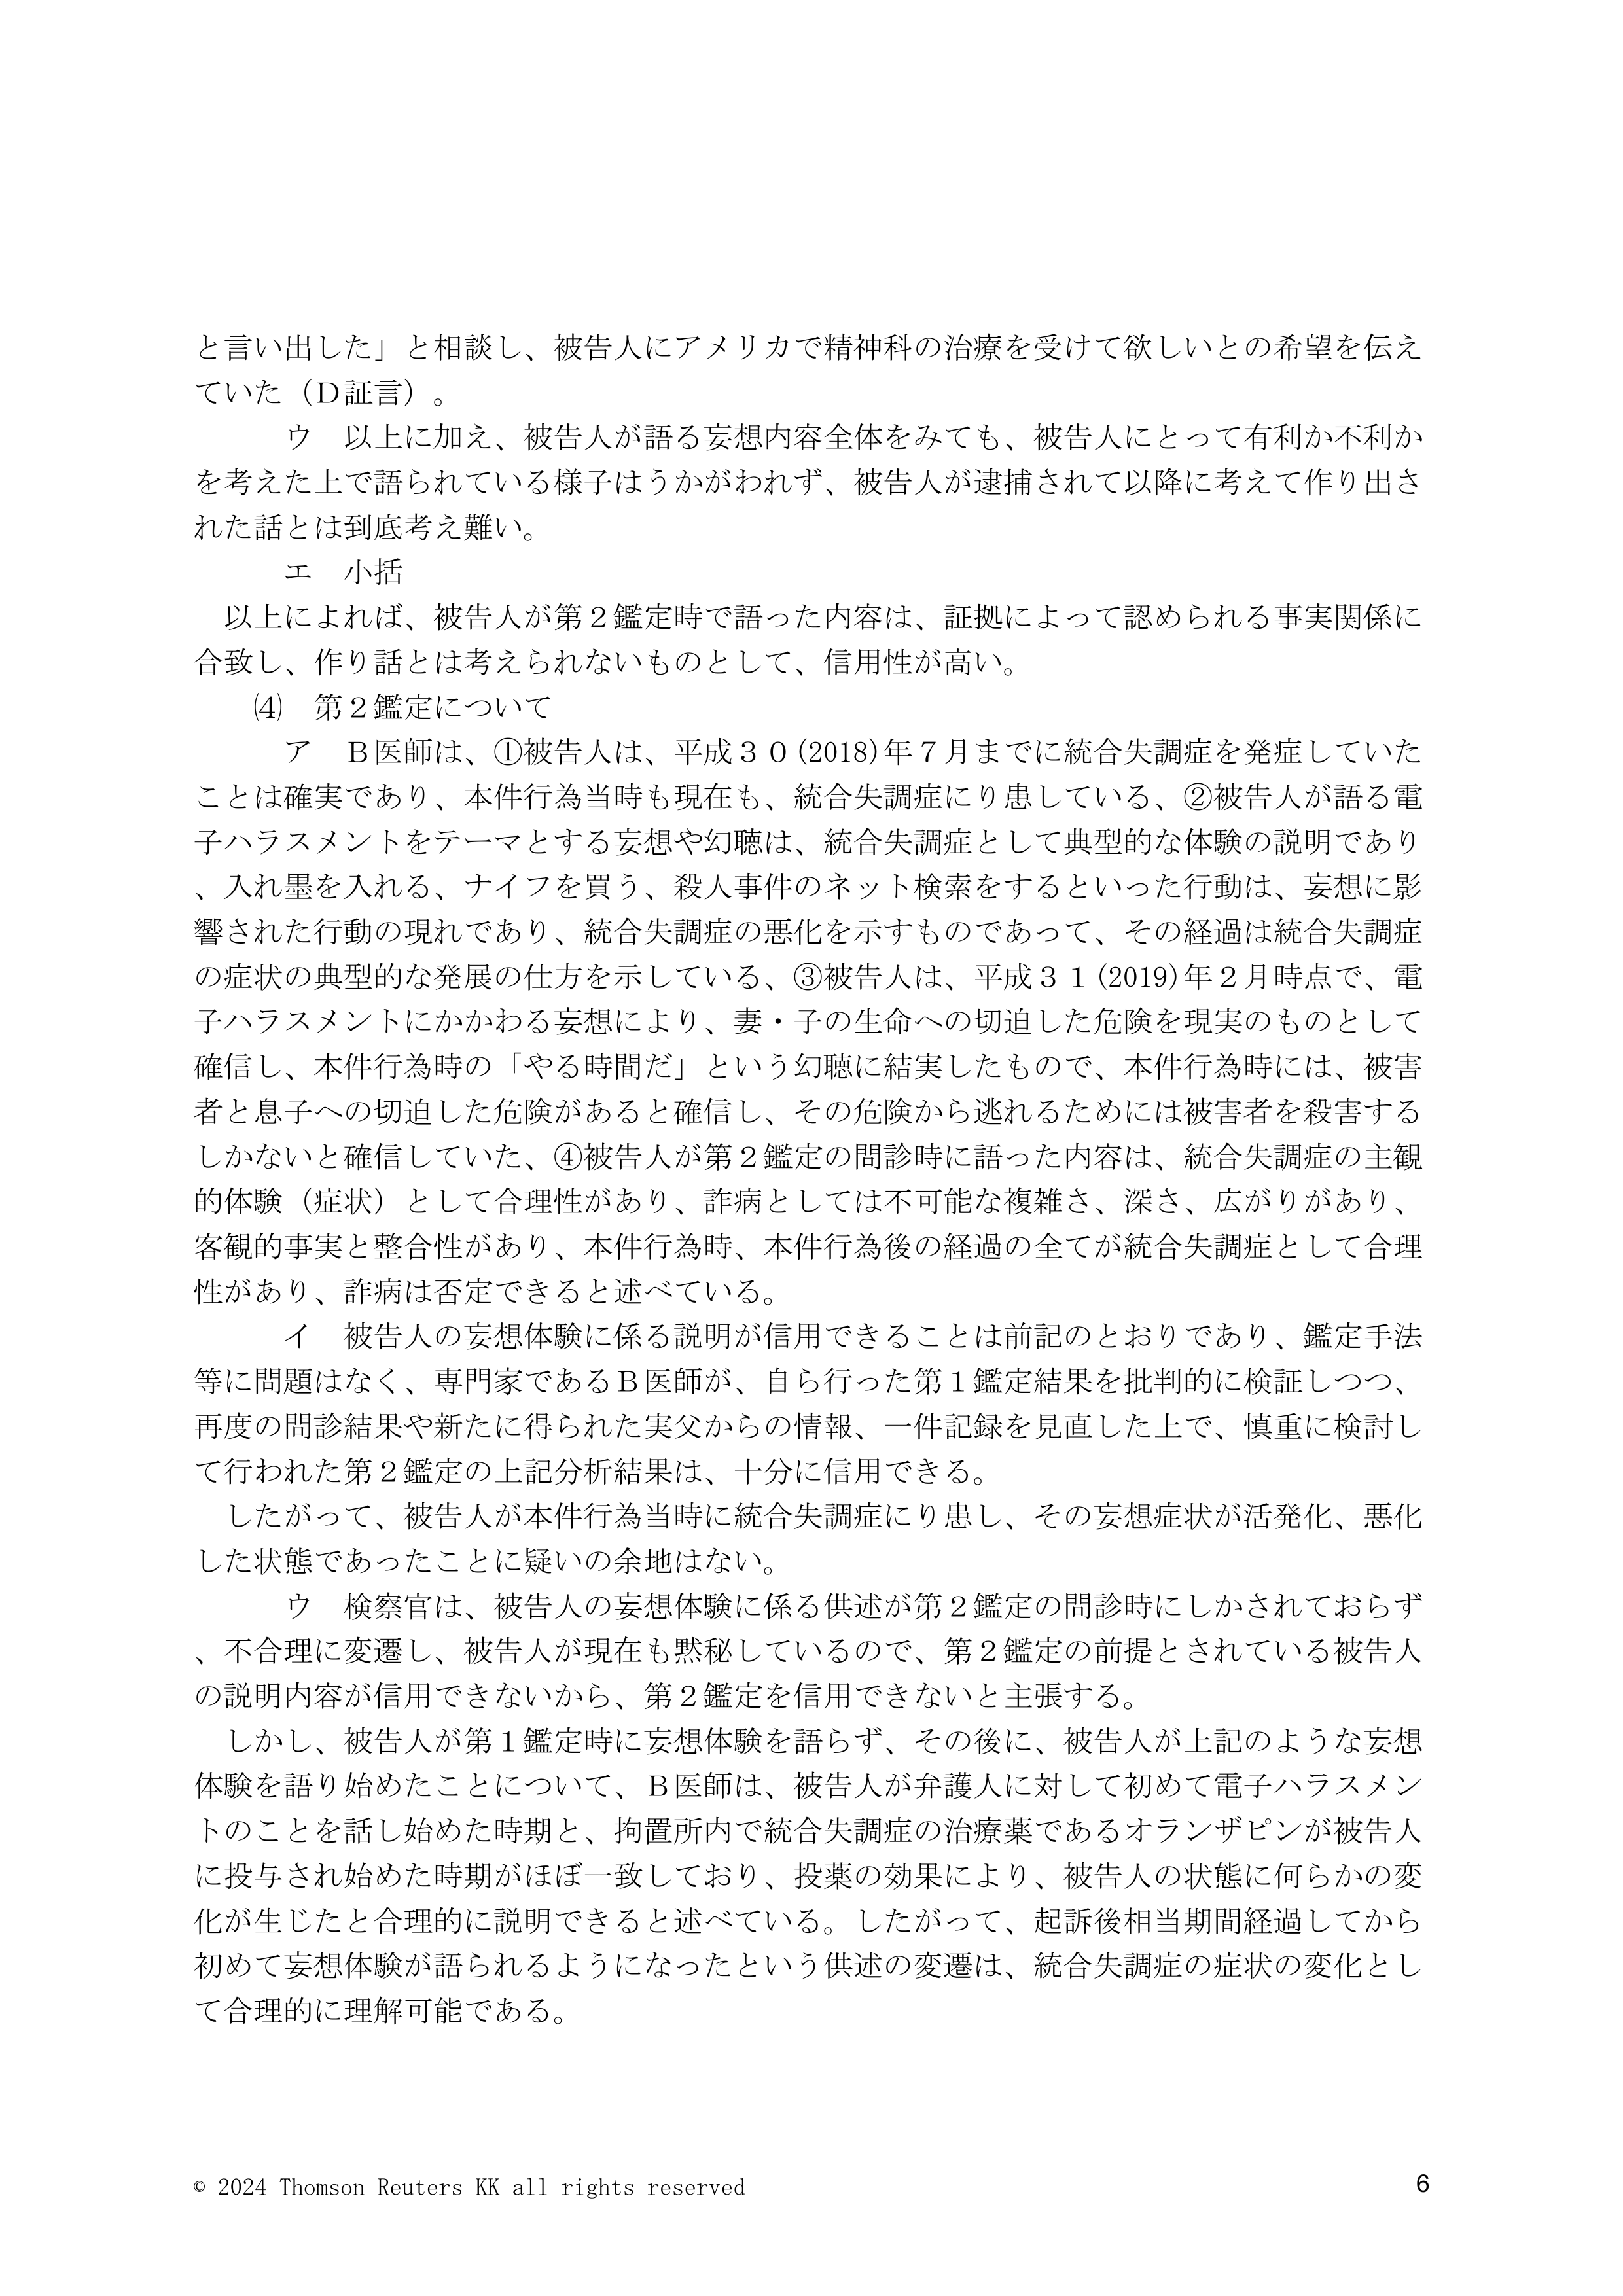 と言い出した」と相談し、被告人にアメリカで精神科の治療を受けて欲しいとの希望を伝え
ていた（Ｄ証言）。
ウ　以上に加え、被告人が語る妄想内容全体をみても、被告人にとって有利か不利か
を考えた上で語られている様子はうかがわれず、被告人が逮捕されて以降に考えて作り出さ
れた話とは到底考え難い。
エ　小括
以上によれば、被告人が第２鑑定時で語った内容は、証拠によって認められる事実関係に
合致し、作り話とは考えられないものとして、信用性が高い。
⑷　第２鑑定について
ア　Ｂ医師は、①被告人は、平成３０(2018)年７月までに統合失調症を発症していた
ことは確実であり、本件行為当時も現在も、統合失調症にり患している、②被告人が語る電
子ハラスメントをテーマとする妄想や幻聴は、統合失調症として典型的な体験の説明であり
、入れ墨を入れる、ナイフを買う、殺人事件のネット検索をするといった行動は、妄想に影
響された行動の現れであり、統合失調症の悪化を示すものであって、その経過は統合失調症
の症状の典型的な発展の仕方を示している、③被告人は、平成３１(2019)年２月時点で、電
子ハラスメントにかかわる妄想により、妻・子の生命への切迫した危険を現実のものとして
確信し、本件行為時の「やる時間だ」という幻聴に結実したもので、本件行為時には、被害
者と息子への切迫した危険があると確信し、その危険から逃れるためには被害者を殺害する
しかないと確信していた、④被告人が第２鑑定の問診時に語った内容は、統合失調症の主観
的体験（症状）として合理性があり、詐病としては不可能な複雑さ、深さ、広がりがあり、
客観的事実と整合性があり、本件行為時、本件行為後の経過の全てが統合失調症として合理
性があり、詐病は否定できると述べている。
イ　被告人の妄想体験に係る説明が信用できることは前記のとおりであり、鑑定手法
等に問題はなく、専門家であるＢ医師が、自ら行った第１鑑定結果を批判的に検証しつつ、
再度の問診結果や新たに得られた実父からの情報、一件記録を見直した上で、慎重に検討し
て行われた第２鑑定の上記分析結果は、十分に信用できる。
したがって、被告人が本件行為当時に統合失調症にり患し、その妄想症状が活発化、悪化
した状態であったことに疑いの余地はない。
ウ　検察官は、被告人の妄想体験に係る供述が第２鑑定の問診時にしかされておらず
、不合理に変遷し、被告人が現在も黙秘しているので、第２鑑定の前提とされている被告人
の説明内容が信用できないから、第２鑑定を信用できないと主張する。
しかし、被告人が第１鑑定時に妄想体験を語らず、その後に、被告人が上記のような妄想
体験を語り始めたことについて、Ｂ医師は、被告人が弁護人に対して初めて電子ハラスメン
トのことを話し始めた時期と、拘置所内で統合失調症の治療薬であるオランザピンが被告人
に投与され始めた時期がほぼ一致しており、投薬の効果により、被告人の状態に何らかの変
化が生じたと合理的に説明できると述べている。したがって、起訴後相当期間経過してから
初めて妄想体験が語られるようになったという供述の変遷は、統合失調症の症状の変化とし
て合理的に理解可能である。
© 2024 Thomson Reuters KK all rights reserved
6